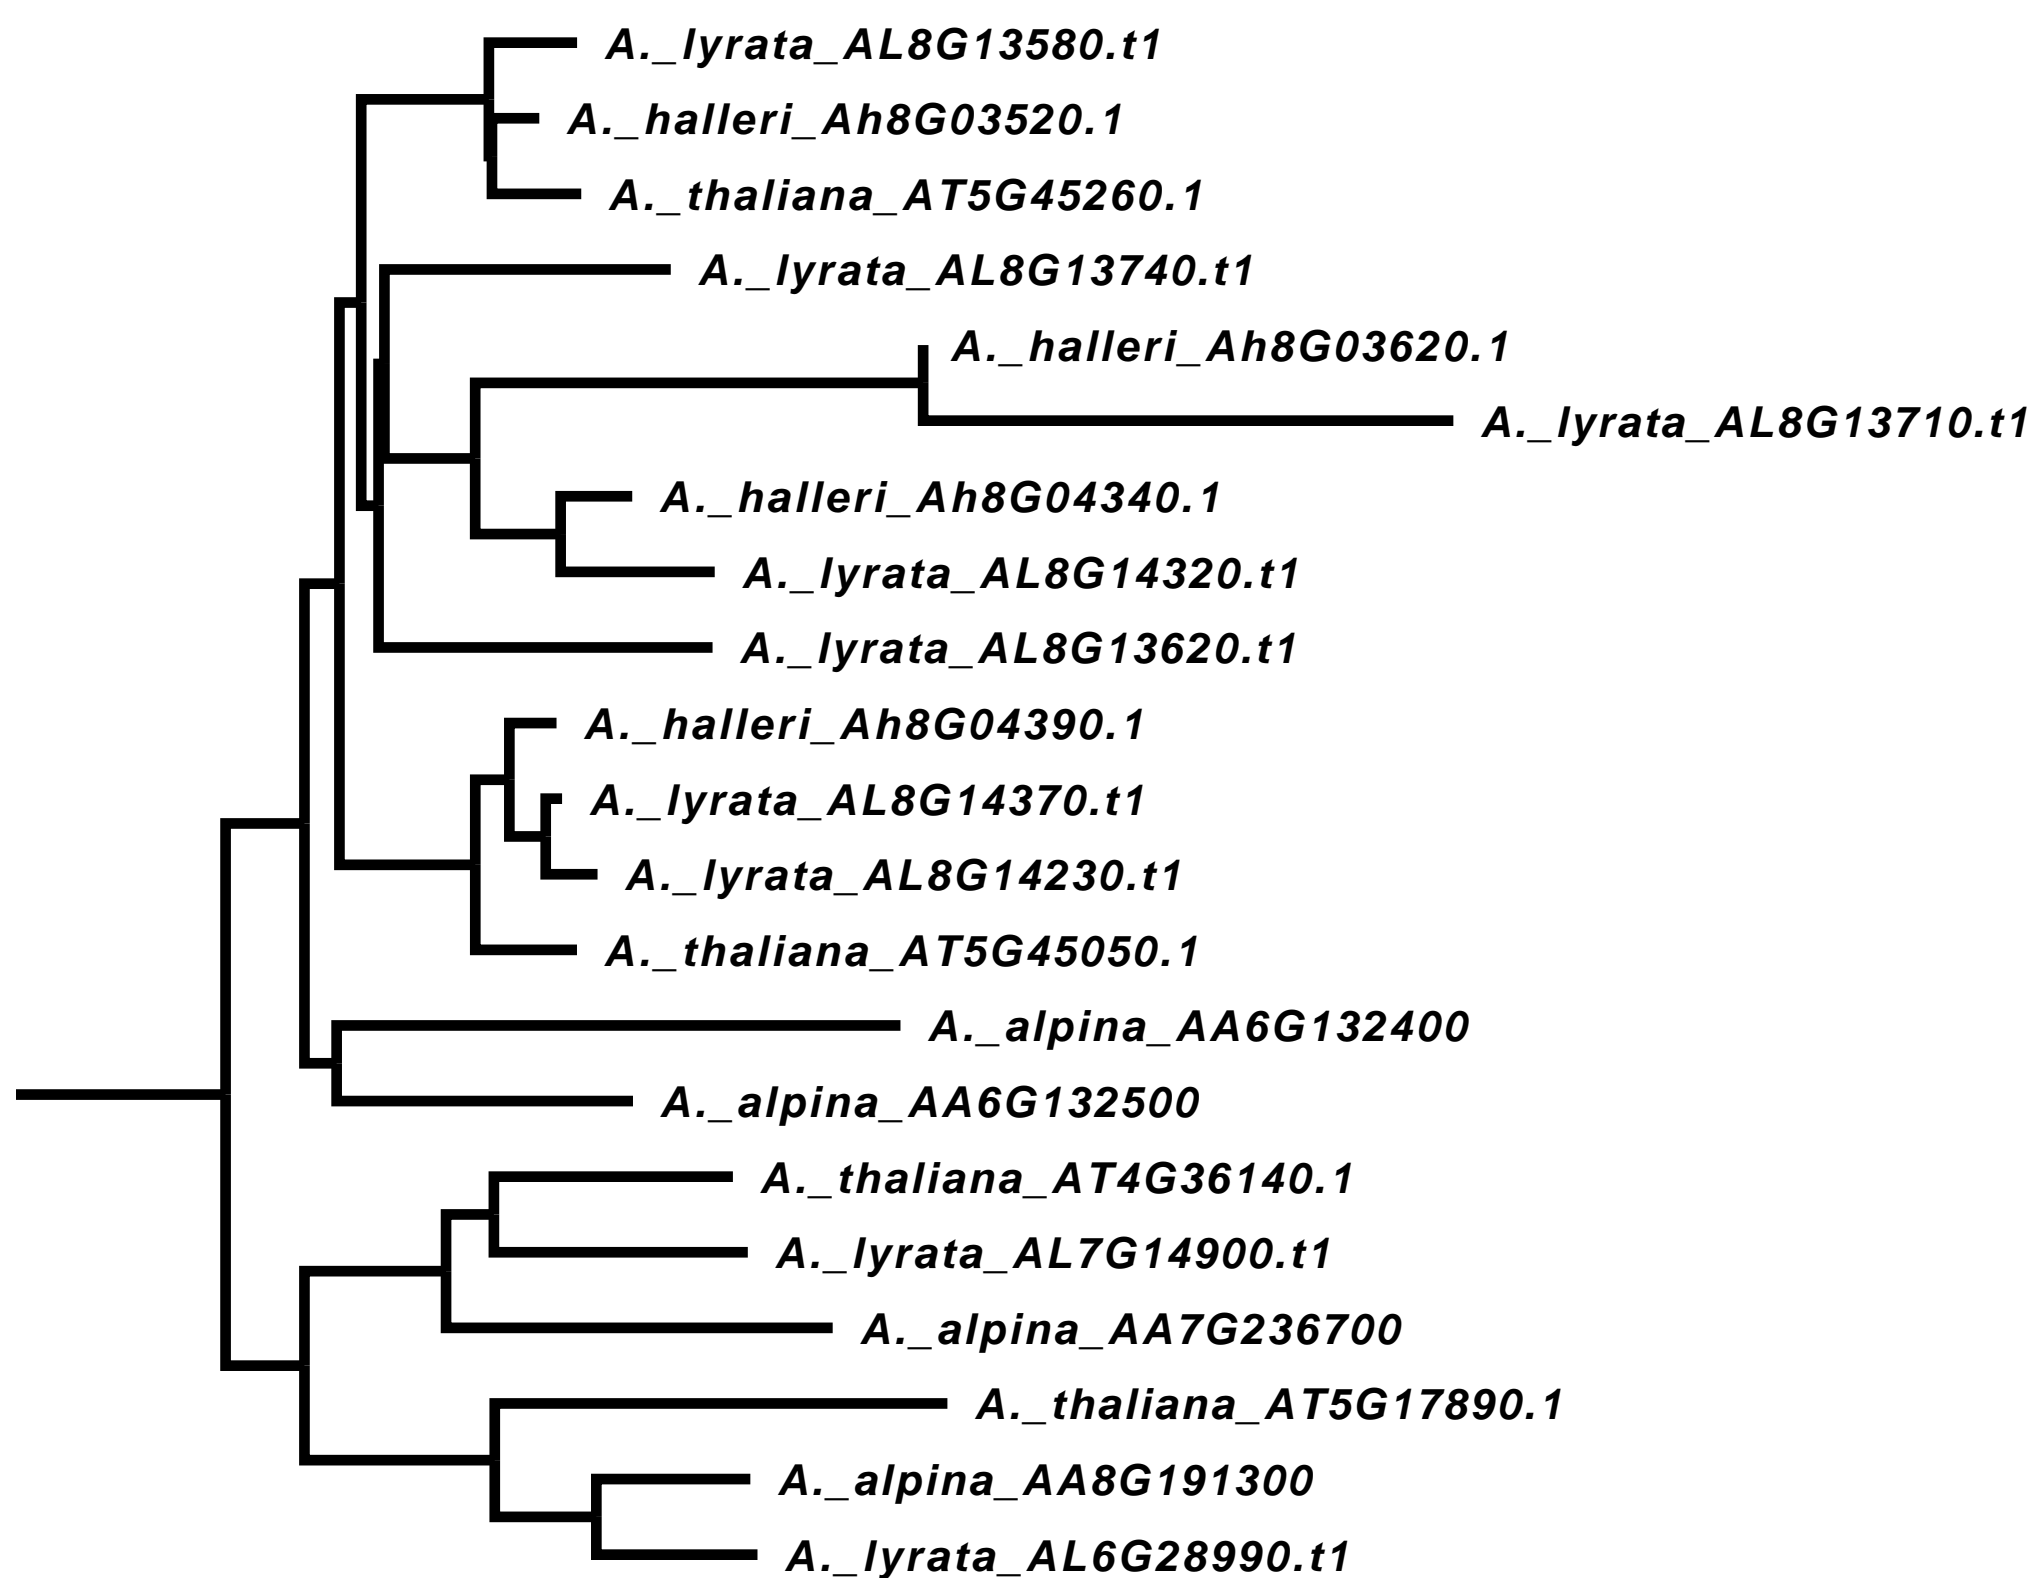 A._lyrata_AL8G13580.t1
A._halleri_Ah8G03520.1
A._thaliana_AT5G45260.1
A._lyrata_AL8G13740.t1
A._halleri_Ah8G03620.1
A._lyrata_AL8G13710.t1
A._halleri_Ah8G04340.1
A._lyrata_AL8G14320.t1
A._lyrata_AL8G13620.t1
A._halleri_Ah8G04390.1
A._lyrata_AL8G14370.t1
A._lyrata_AL8G14230.t1
A._thaliana_AT5G45050.1
A._alpina_AA6G132400
A._alpina_AA6G132500
A._thaliana_AT4G36140.1
A._lyrata_AL7G14900.t1
A._alpina_AA7G236700
A._thaliana_AT5G17890.1
A._alpina_AA8G191300
A._lyrata_AL6G28990.t1